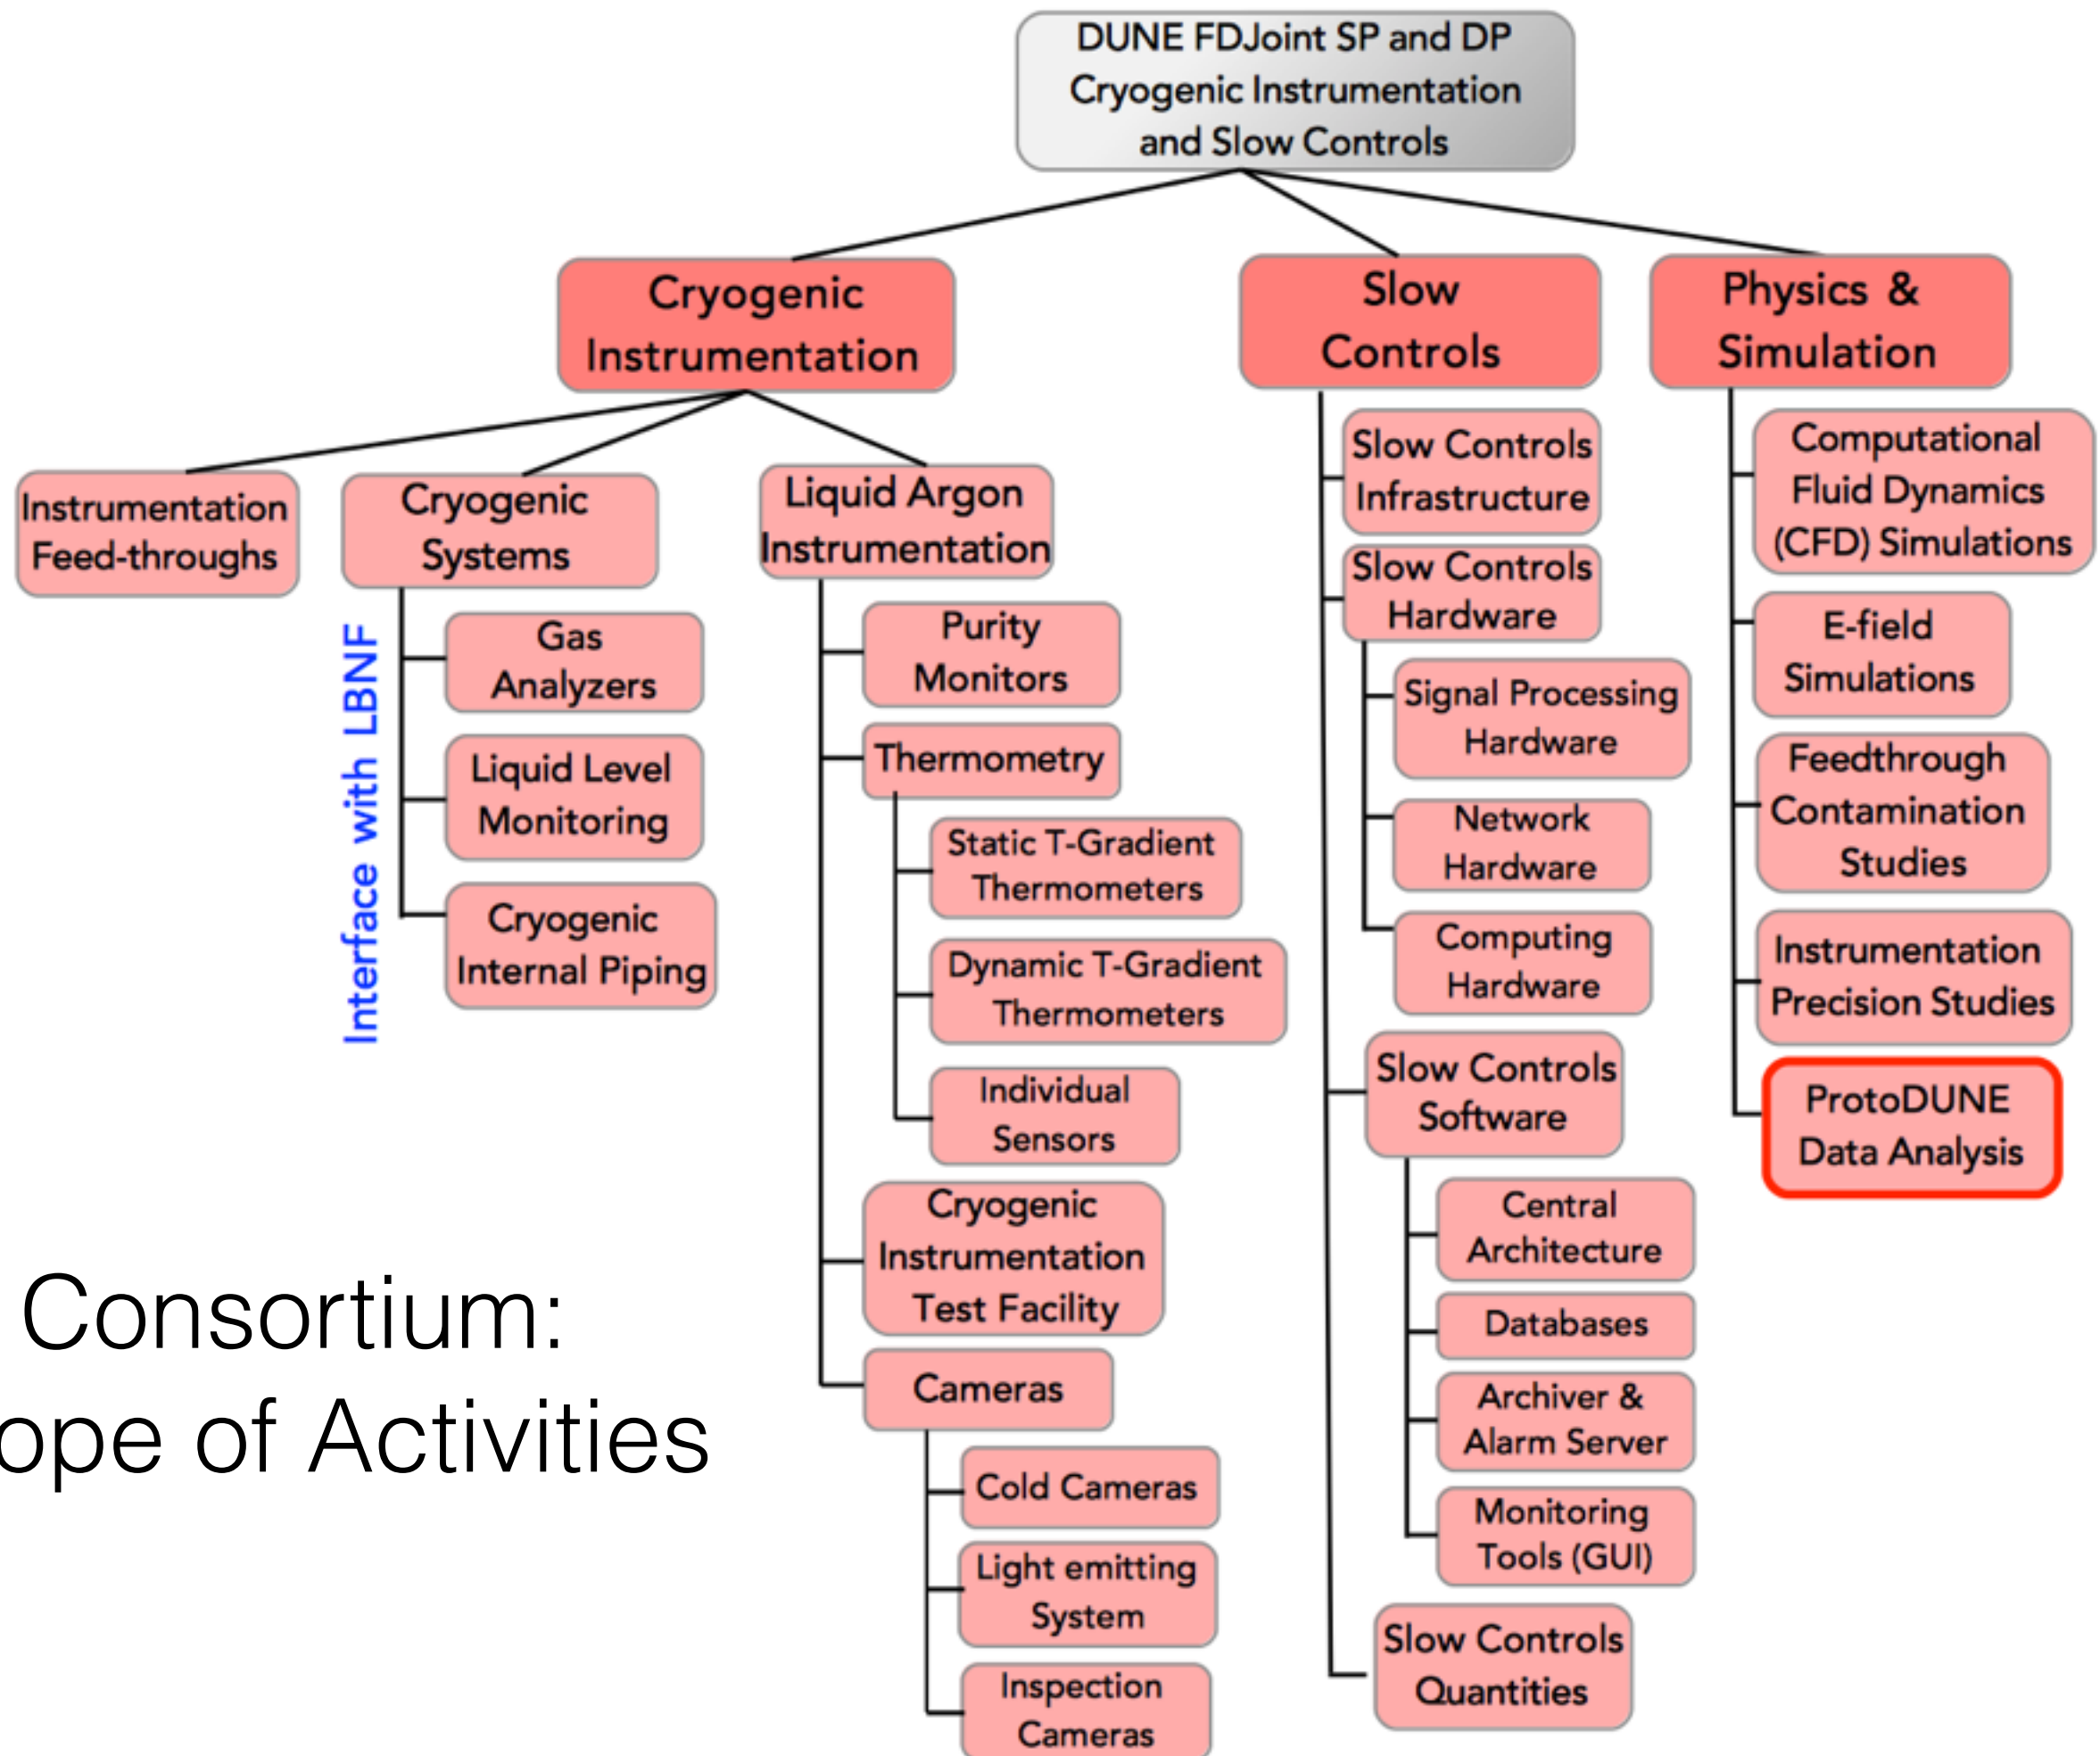 DUNE FDJoint SP and DP
Cryogenic Instrumentation
and Slow Controls
Cryogenic
Instrumentation
Slow
Controls
Physics &
Simulation
Instrumentation
Feed-throughs
Cryogenic
Systems
Interface with LBNF
Gas
Analyzers
Liquid Level
Monitoring
Cryogenic
Internal Piping
Liquid Argon
Instrumentation
Purity
Monitors
Thermometry
Static T-Gradient
Thermometers
Dynamic T-Gradient
Thermometers
Individual
Sensors
Cryogenic
Instrumentation
Test Facility
Cameras
Cold Cameras
Light emitting
System
Inspection
Cameras
Slow Controls
Infrastructure
Slow Controls
Hardware
Signal Processing
Hardware
Network
Hardware
Computing
Hardware
Slow Controls
Software
Central
Architecture
Databases
Archiver &
Alarm Server
Monitoring
Tools (GUI)
Slow Controls
Quantities
Computational
Fluid Dynamics
(CFD) Simulations
E-field
Simulations
Feedthrough
Contamination
Studies
Instrumentation
Precision Studies
ProtoDUNE
Data Analysis
Consortium:
of Activities